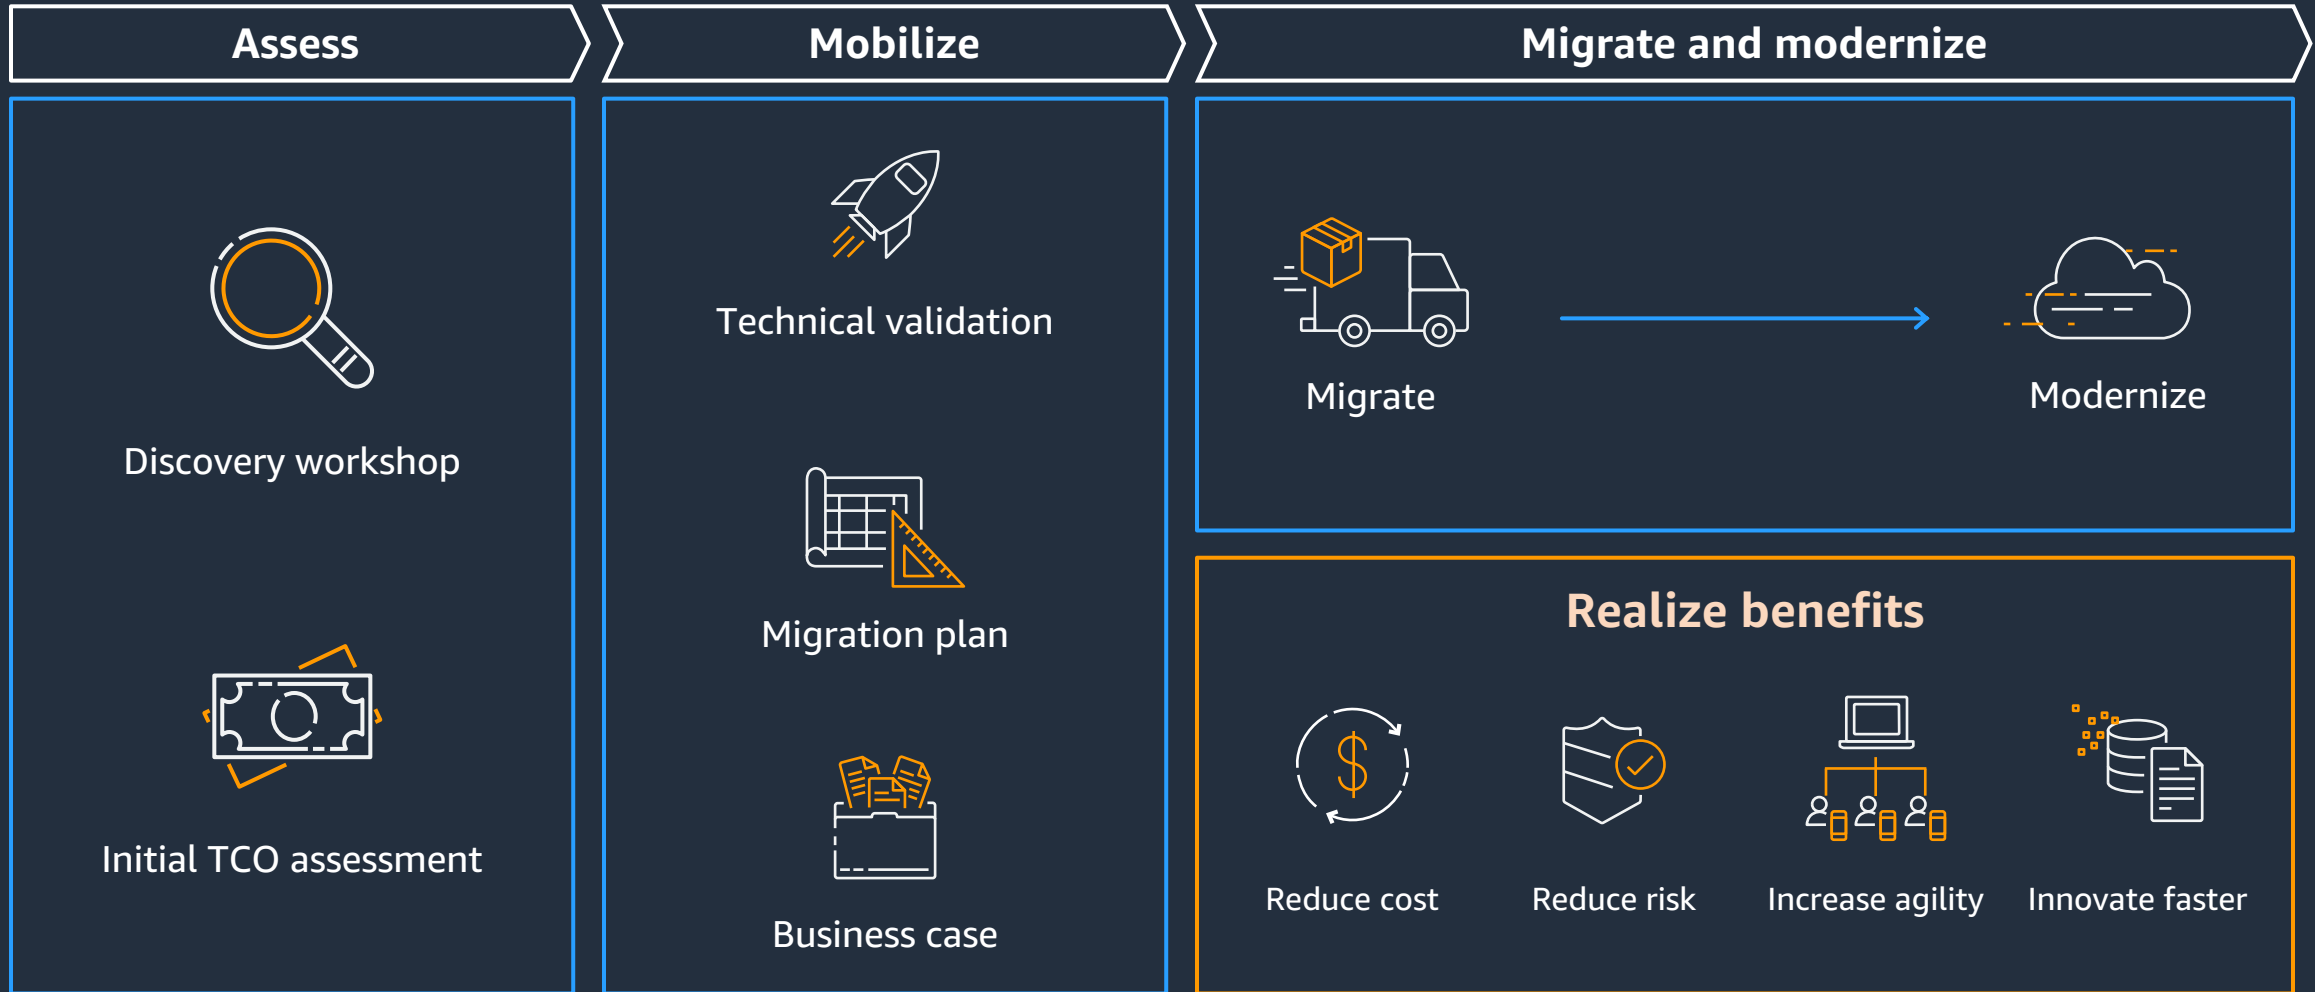 Assess
Mobilize
Migrate and modernize
Discovery workshop
Initial TCO assessment
Technical validation
Migration plan
Business case
Migrate
Modernize
Realize benefits
Reduce cost
Reduce risk
Increase agility
Innovate faster